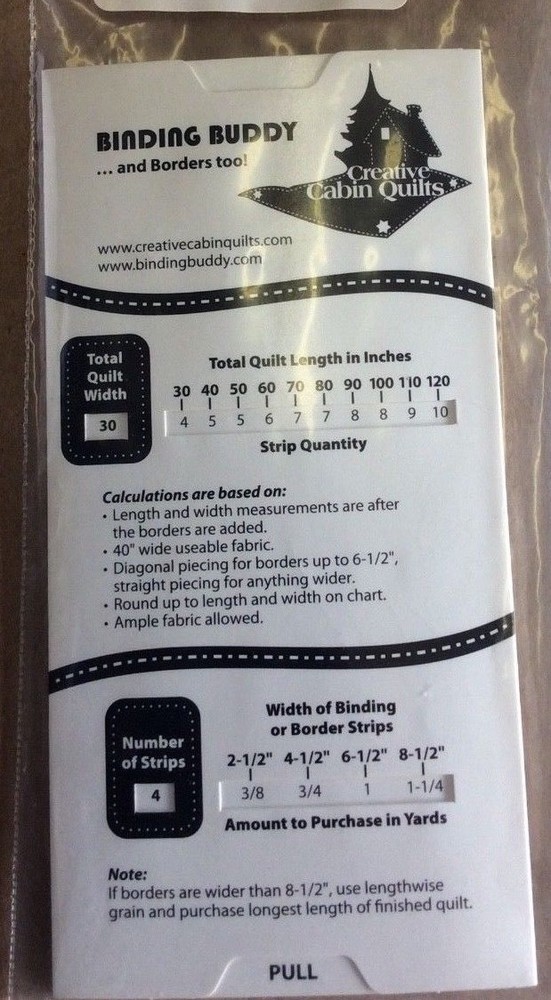 BINDING BUDDY
... and Borders too!
Creative
Cabin Quilts
www.creativecabinquilts.com
www.bindingbuddy.com
Total
Quilt
Width
30
Total Quilt Length in Inches
30 40 50 60 70 80 90 100 110 120
4 5 5 6 7 7 8 8 9 10
Strip Quantity
Calculations are based on:
• Length and width measurements are after
the borders are added.
• 40" wide useable fabric.
• Diagonal piecing for borders up to 6-1/2",
straight piecing for anything wider.
• Round up to length and width on chart.
• Ample fabric allowed.
Number
of Strips
4
Width of Binding
or Border Strips
2-1/2" 4-1/2" 6-1/2" 8-1/2"
3/8 3/4 1 1-1/4
Amount to Purchase in Yards
Note:
If borders are wider than 8-1/2", use lengthwise
grain and purchase longest length of finished quilt.
PULL